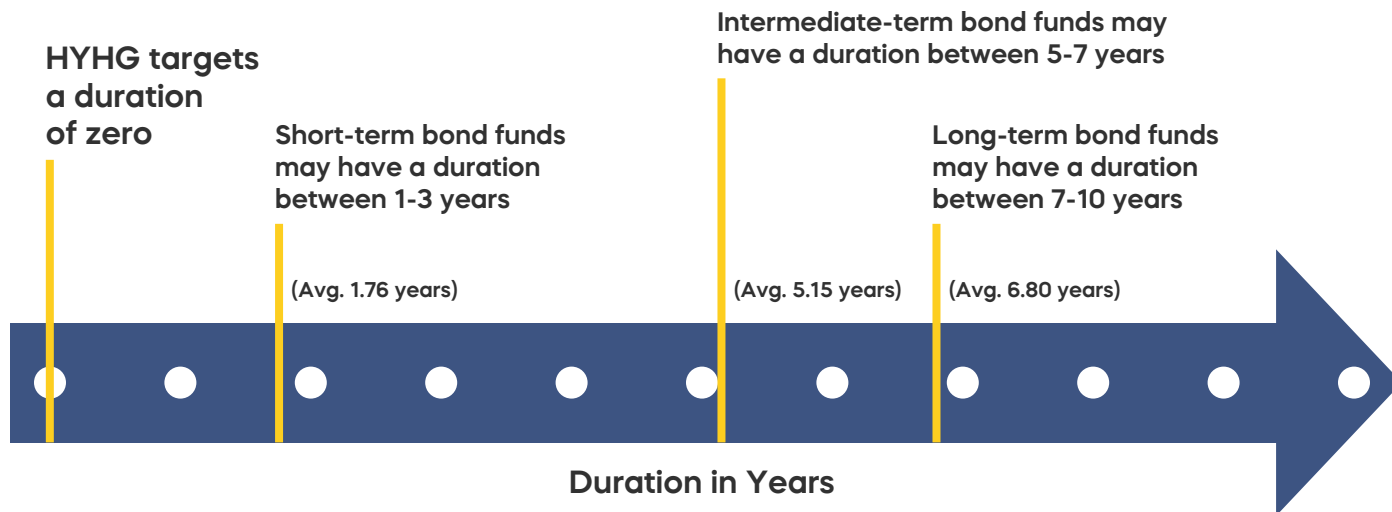 HYHG targets
a duration
of zero
Short-term bond funds
may have a duration
between 1-3 years
Intermediate-term bond funds may
have a duration between 5-7 years
Long-term bond funds
may have a duration
between 7-10 years
(Avg. 1.76 years)
(Avg. 5.15 years)
(Avg. 6.80 years)
Duration in Years